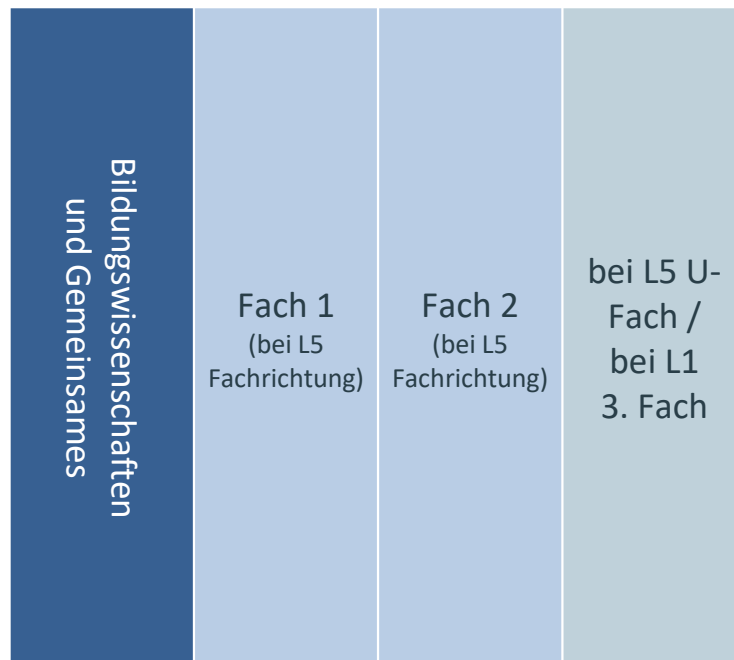 Bildungswissenschaften
und Gemeinsames
Fach 1
(bei L5
Fachrichtung)
Fach 2
(bei L5
Fachrichtung)
bei L5 U-
Fach /
bei L1
3. Fach